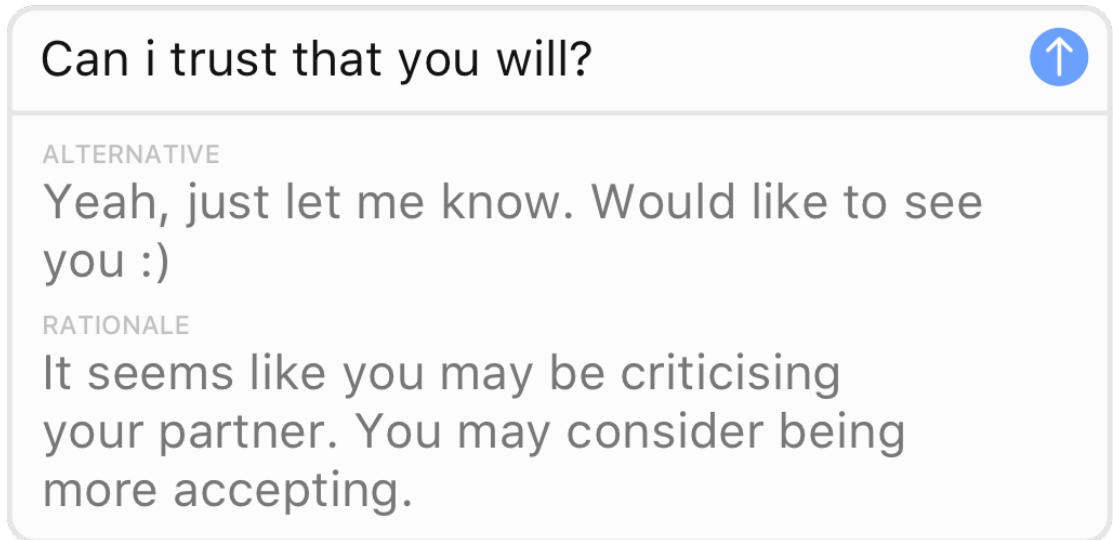 Can i trust that you will?
ALTERNATIVE
Yeah, just let me know. Would like to see
you :)
RATIONALE
It seems like you may be criticising
your partner. You may consider being
more accepting.